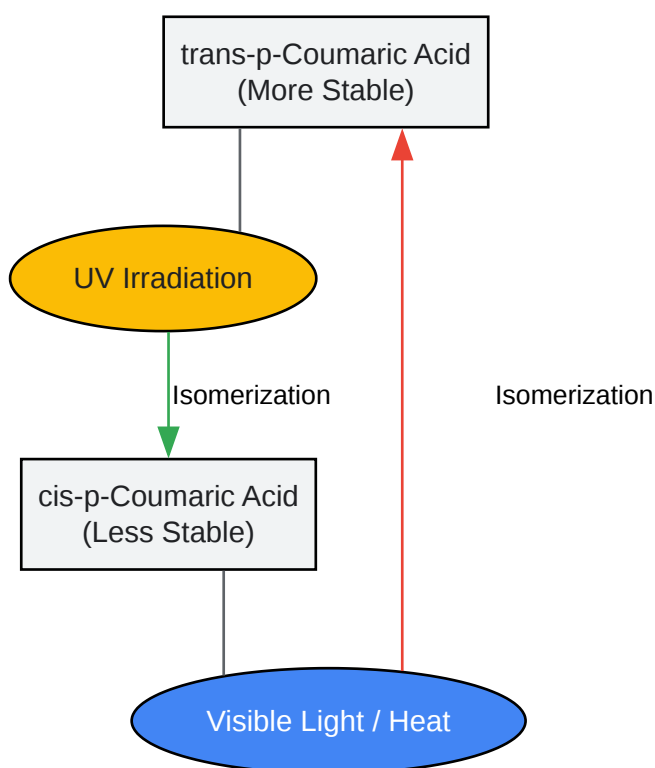 trans-p-Coumaric Acid
(More Stable)
UV Irradiation
Isomerization
Isomerization
cis-p-Coumaric Acid
(Less Stable)
Visible Light / Heat